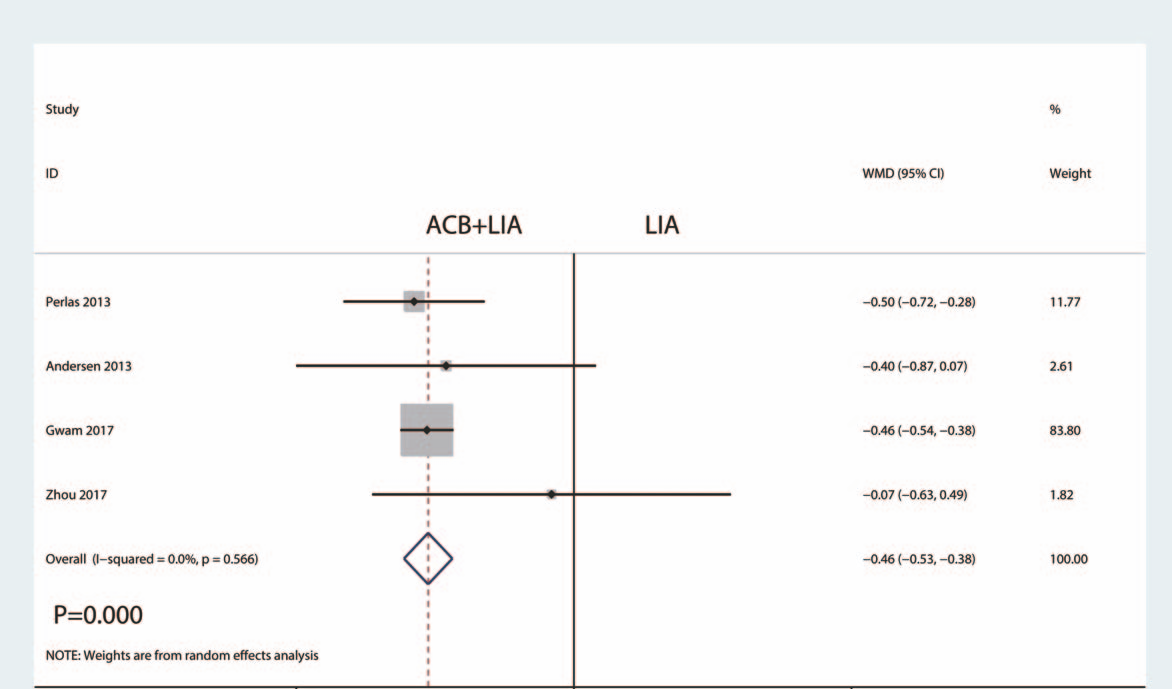 Study %
ID WMD (95% CI) Weight
ACB+LIA LIA
Perlas 2013 −0.50 (−0.72, −0.28) 11.77
Andersen 2013 −0.40 (−0.87, 0.07) 2.61
Gwam 2017 −0.46 (−0.54, −0.38) 83.80
Zhou 2017 −0.07 (−0.63, 0.49) 1.82
Overall (I−squared = 0.0%, p = 0.566) −0.46 (−0.53, −0.38) 100.00
P=0.000
NOTE: Weights are from random effects analysis